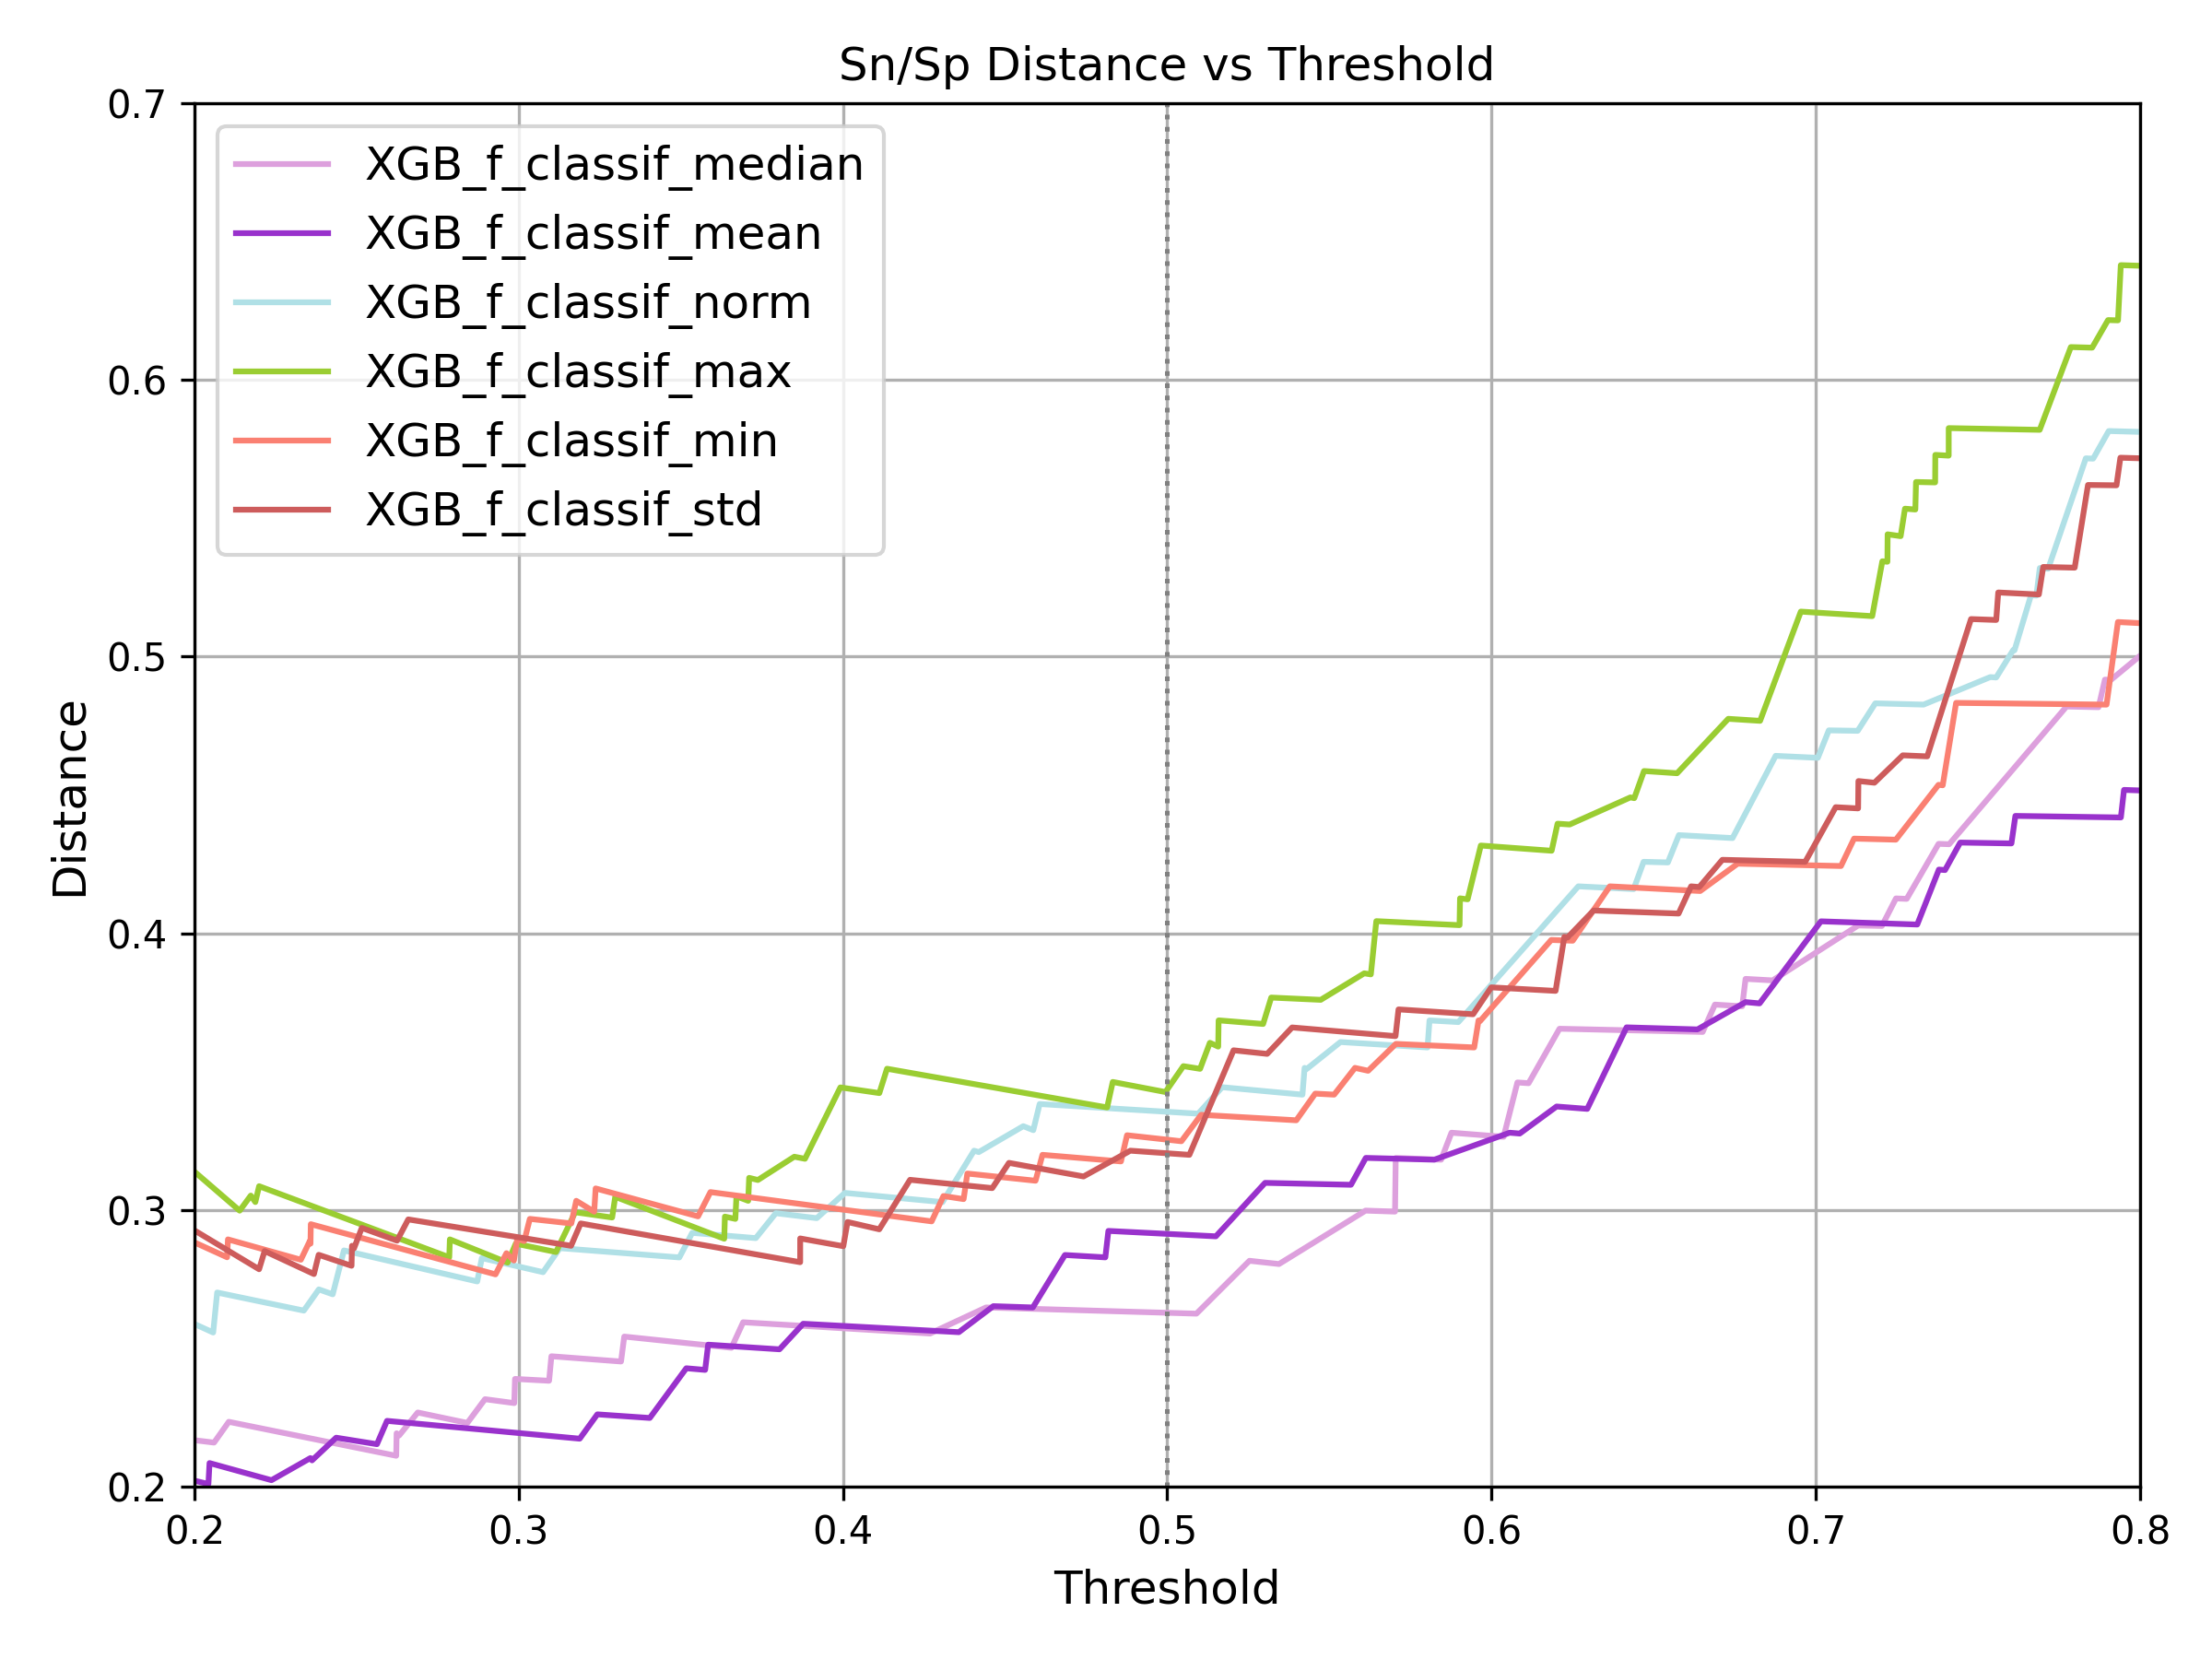 Sn/Sp Distance vs Threshold
0.7
0.6
0.5
0.4
0.3
0.2
Distance
XGB_f_classif_median
XGB_f_classif_mean
XGB_f_classif_norm
XGB_f_classif_max
XGB_f_classif_min
XGB_f_classif_std
0.2 0.3 0.4 0.5 0.6 0.7 0.8
Threshold